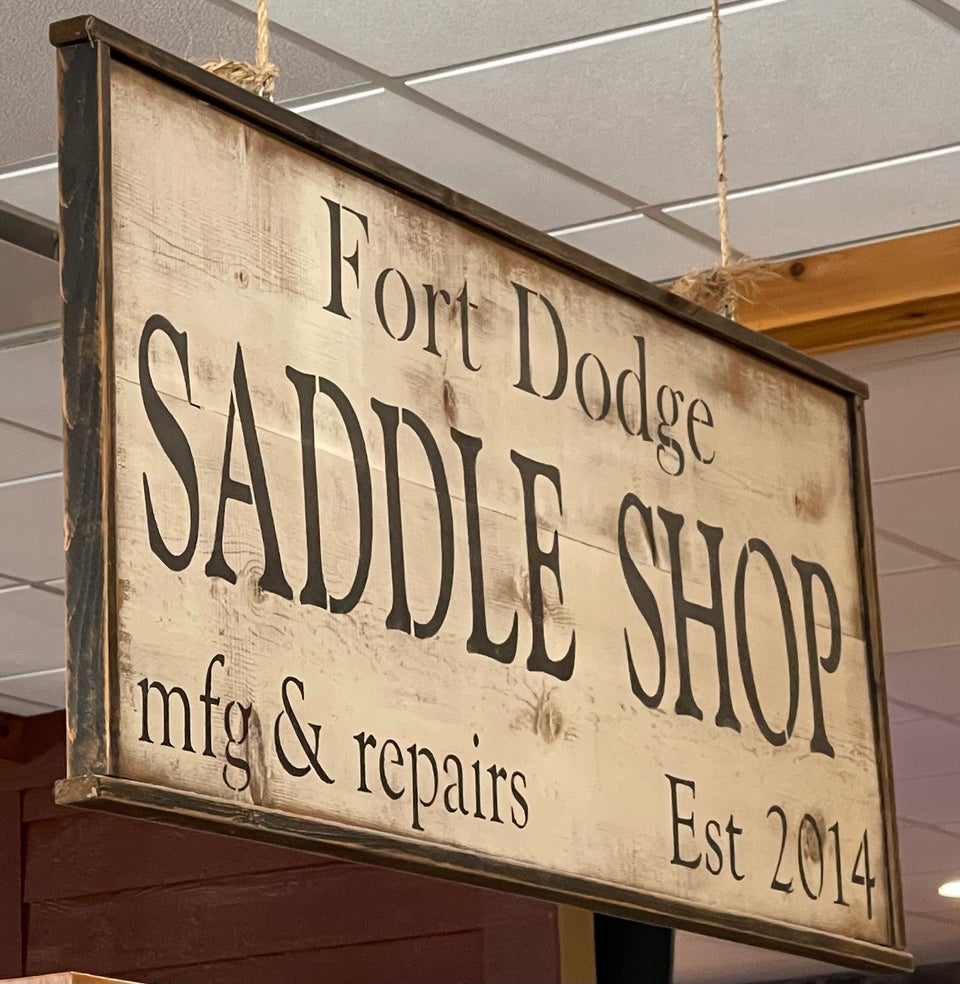 Fort Dodge
SADDLE SHOP
mfg & repairs
Est 2014